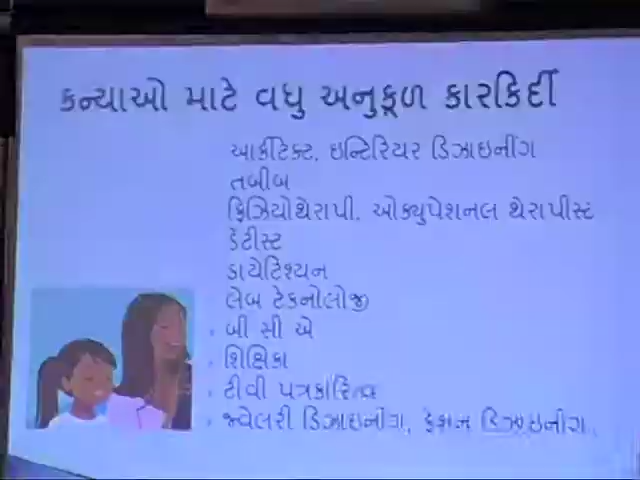 કન્યાઓ માટે વધુ અનુકૂળ કારકિર્દી
આર્કીટેક્ટ, ઇન્ટિરિયર ડિઝાઇનીંગ
તબીબ
ફિઝિયોથેરાપી, ઓક્યુપેશનલ થેરાપીસ્ટ
ડેંટીસ્ટ
ડાયેટિશ્યન
લેબ ટેકનોલોજી
બી સી એ
શિક્ષિકા
ટીવી પત્રકારિત્વ
જ્વેલરી ડિઝાઇનીંગ, ફેશન ડિઝાઇનીંગ